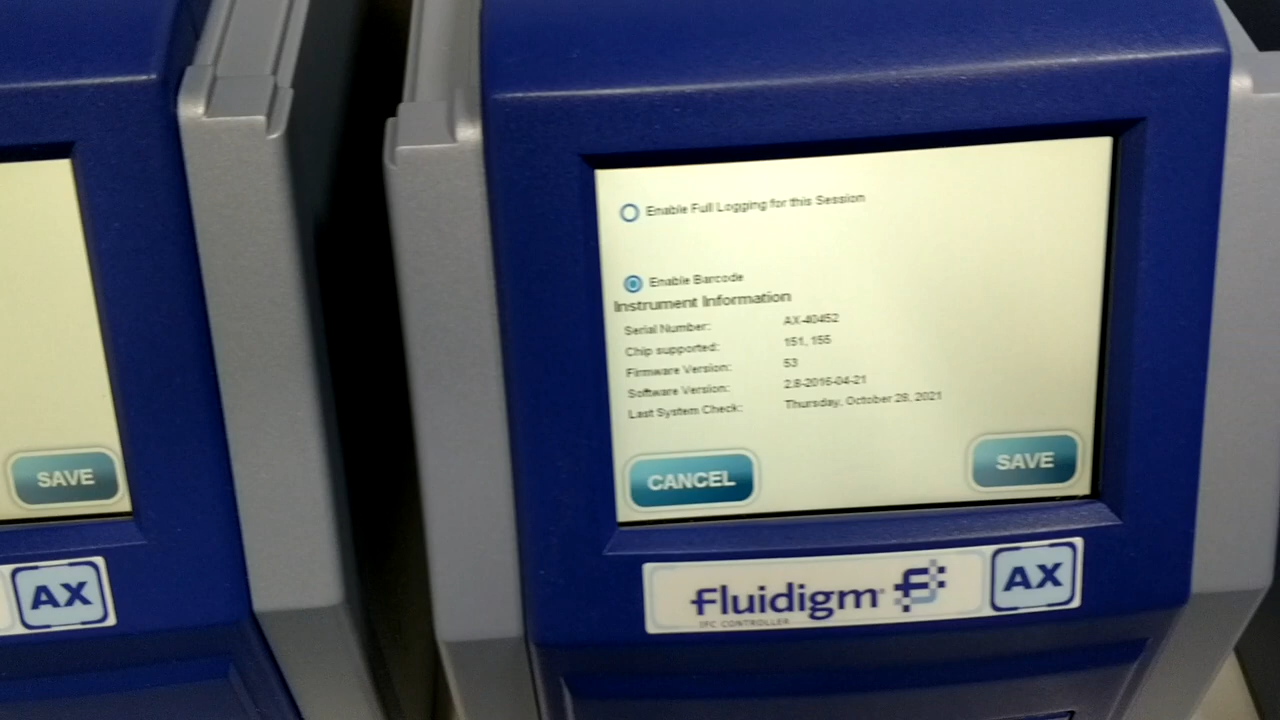 Enable Full Logging for this Session
Enable Barcode
Instrument Information
Serial Number: AX-40452
Chip supported: 151, 155
Firmware Version: 53
Software Version: 2.8-2016-04-21
Last System Check: Thursday, October 28, 2021
CANCEL SAVE
SAVE
fluidigm AX
IFC CONTROLLER
AX